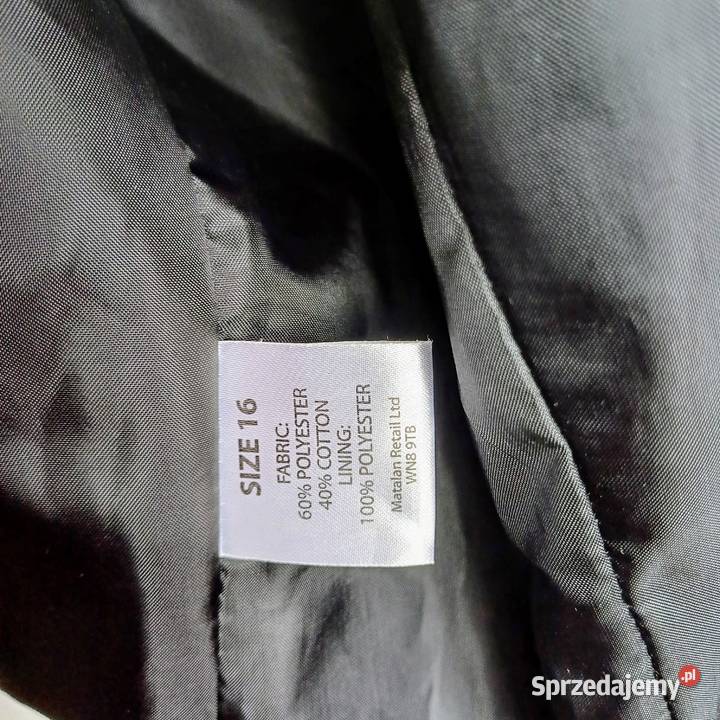 SIZE 16
FABRIC:
60% POLYESTER
40% COTTON
LINING:
100% POLYESTER
Matalan Retail Ltd
WN8 9TB
Sprzedajemy.pl